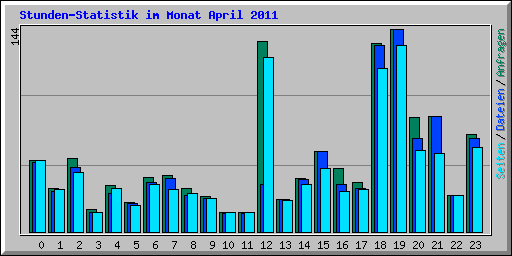 Stunden-Statistik im Monat April 2011
144
Seiten/Dateien/Anfragen
0 1 2 3 4 5 6 7 8 9 10 11 12 13 14 15 16 17 18 19 20 21 22 23